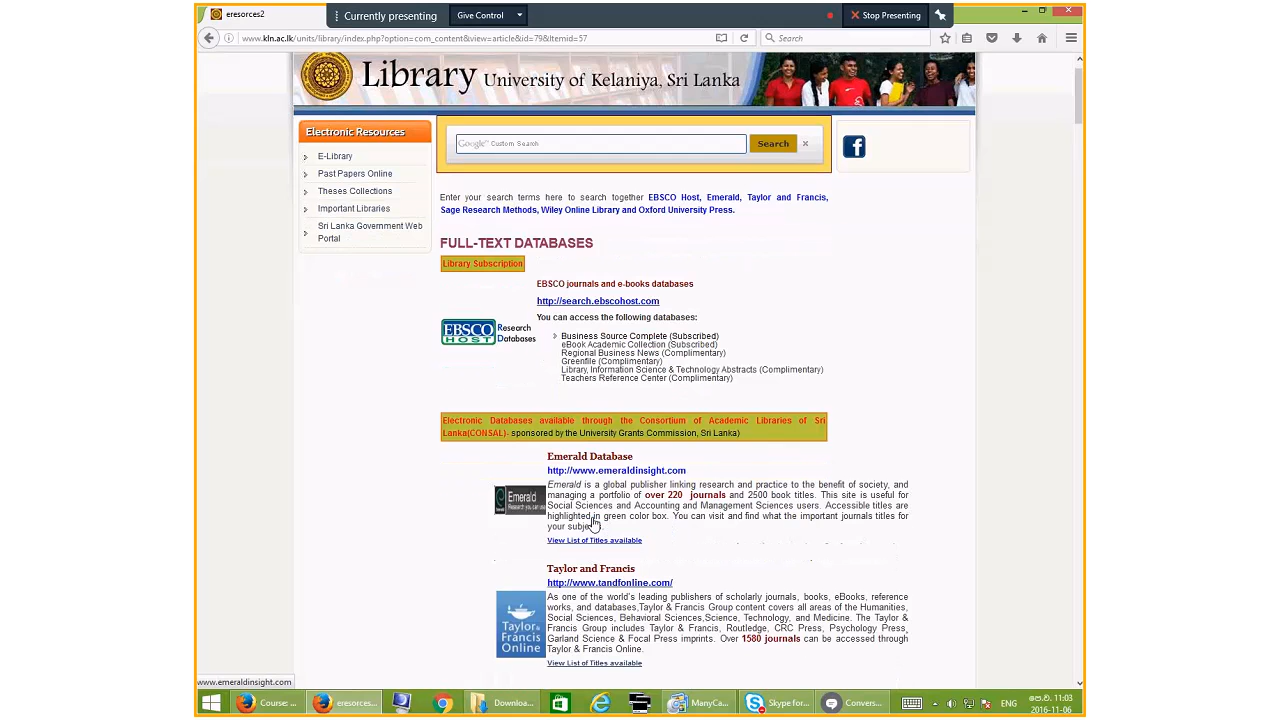 eresorces2
Currently presenting
Give Control
Stop Presenting
www.kln.ac.lk/units/library/index.php?option=com_content&view=article&id=79&Itemid=57
Search
Library University of Kelaniya, Sri Lanka
Electronic Resources
E-Library
Past Papers Online
Theses Collections
Important Libraries
Sri Lanka Government Web
Portal
Google™ Custom Search
Search
Enter your search terms here to search together EBSCO Host, Emerald, Taylor and Francis,
Sage Research Methods, Wiley Online Library and Oxford University Press.
FULL-TEXT DATABASES
Library Subscription
EBSCO journals and e-books databases
http://search.ebscohost.com
You can access the following databases:
EBSCO HOST Research Databases
Business Source Complete (Subscribed)
eBook Academic Collection (Subscribed)
Regional Business News (Complimentary)
Greenfile (Complimentary)
Library, Information Science & Technology Abstracts (Complimentary)
Teachers Reference Center (Complimentary)
Electronic Databases available through the Consortium of Academic Libraries of Sri
Lanka(CONSAL)- sponsored by the University Grants Commission, Sri Lanka)
Emerald Database
http://www.emeraldinsight.com
Emerald is a global publisher linking research and practice to the benefit of society, and
managing a portfolio of over 220 journals and 2500 book titles. This site is useful for
Social Sciences and Accounting and Management Sciences users. Accessible titles are
highlighted in green color box. You can visit and find what the important journals titles for
your subjects.
Emerald
Research you can use
View List of Titles available
Taylor and Francis
http://www.tandfonline.com/
As one of the world's leading publishers of scholarly journals, books, eBooks, reference
works, and databases,Taylor & Francis Group content covers all areas of the Humanities,
Social Sciences, Behavioral Sciences,Science, Technology, and Medicine. The Taylor &
Francis Group includes Taylor & Francis, Routledge, CRC Press, Psychology Press,
Garland Science & Focal Press imprints. Over 1580 journals can be accessed through
Taylor & Francis Online.
Taylor &
Francis
Online
View List of Titles available
www.emeraldinsight.com
Course: ...
eresorces...
Downloa...
ManyCa...
Skype for...
Convers...
ENG
පෙ.ව. 11:03
2016-11-06